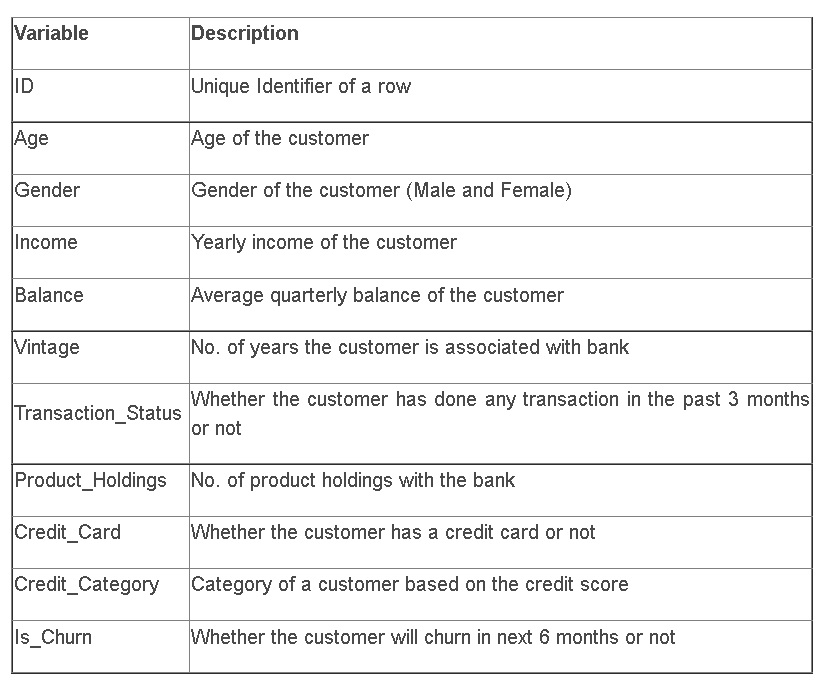 Variable Description
ID Unique Identifier of a row
Age Age of the customer
Gender Gender of the customer (Male and Female)
Income Yearly income of the customer
Balance Average quarterly balance of the customer
Vintage No. of years the customer is associated with bank
Transaction_Status Whether the customer has done any transaction in the past 3 months
or not
Product_Holdings No. of product holdings with the bank
Credit_Card Whether the customer has a credit card or not
Credit_Category Category of a customer based on the credit score
Is_Churn Whether the customer will churn in next 6 months or not